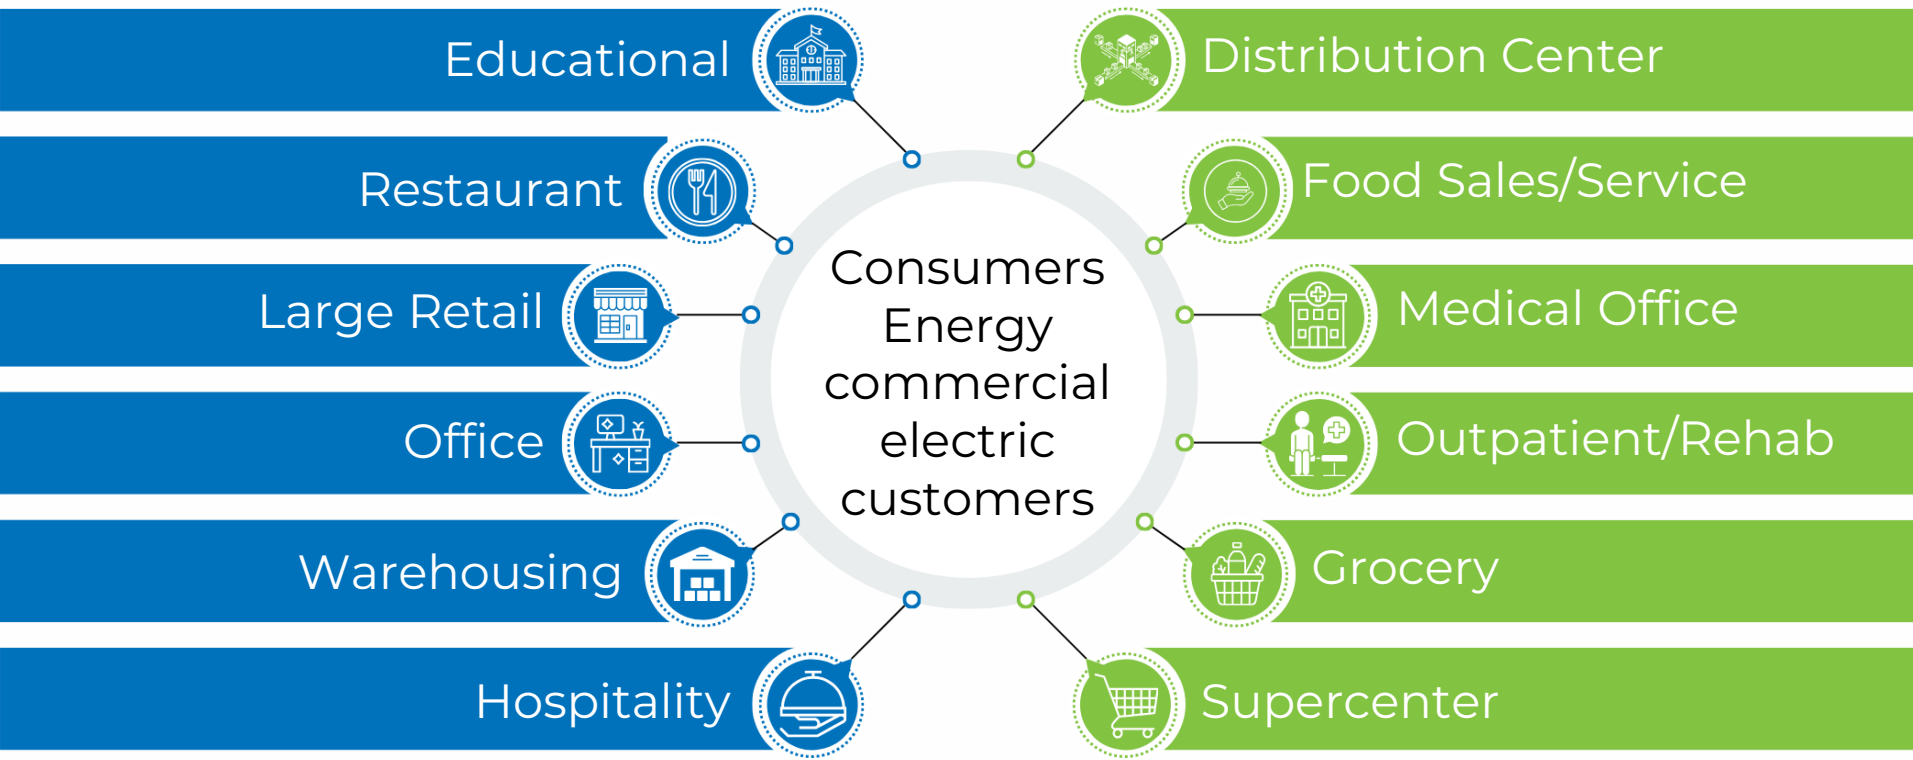 Educational
Restaurant
Large Retail
Office
Warehousing
Hospitality
Consumers
Energy
commercial
electric
customers
Distribution Center
Food Sales/Service
Medical Office
Outpatient/Rehab
Grocery
Supercenter